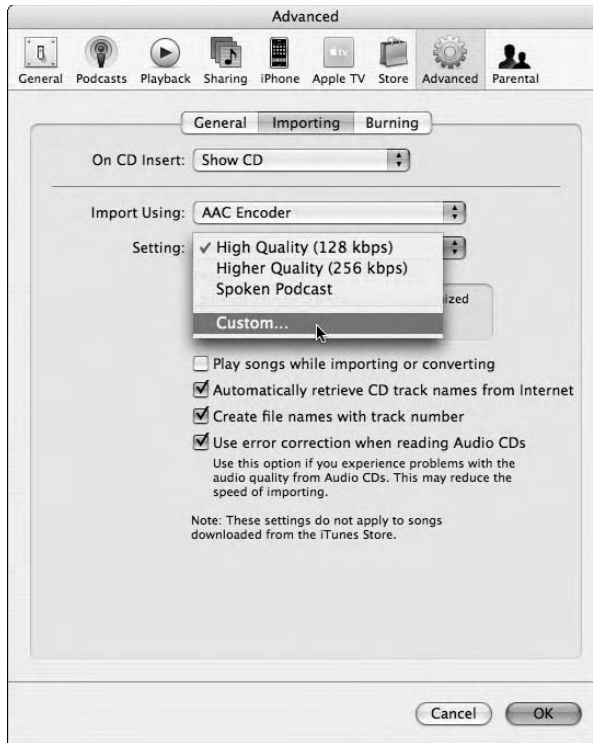 Advanced
General Podcasts Playback Sharing iPhone Apple TV Store Advanced Parental
General Importing Burning
On CD Insert: Show CD
Import Using: AAC Encoder
Setting: ✓ High Quality (128 kbps)
Higher Quality (256 kbps)
Spoken Podcast
ized
Custom...
Play songs while importing or converting
Automatically retrieve CD track names from Internet
Create file names with track number
Use error correction when reading Audio CDs
Use this option if you experience problems with the
audio quality from Audio CDs. This may reduce the
speed of importing.
Note: These settings do not apply to songs
downloaded from the iTunes Store.
Cancel OK